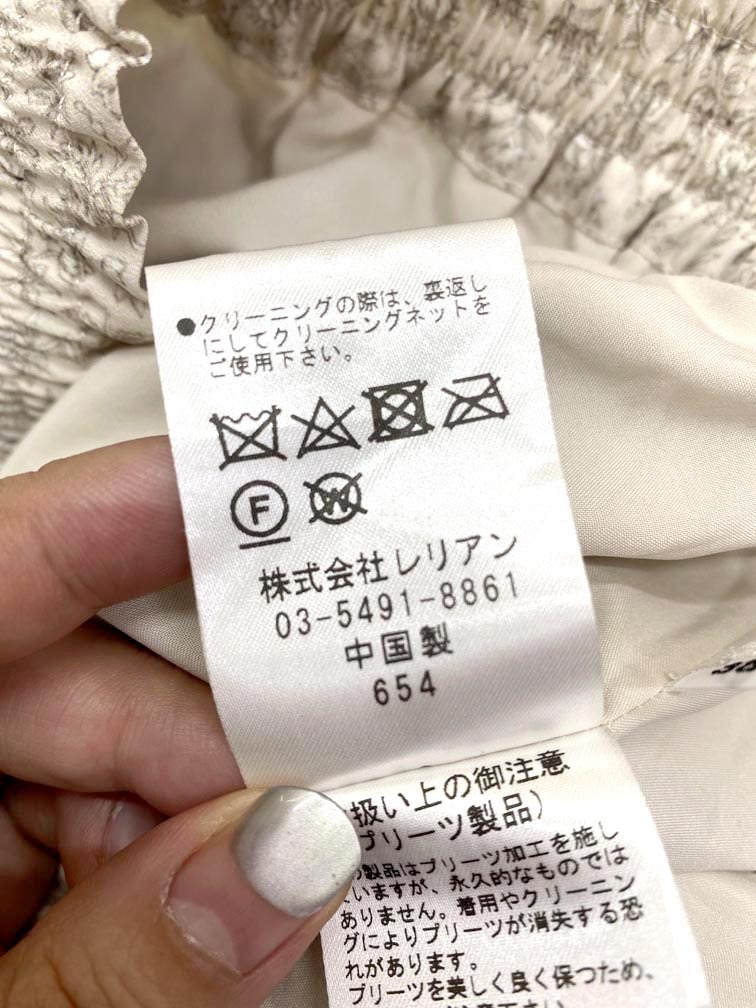 ●クリーニングの際は、裏返し
にしてクリーニングネットを
ご使用下さい。
F
W
株式会社レリアン
03-5491-8861
中国製
654
扱い上の御注意
プリーツ製品)
製品はプリーツ加工を施し
いますが、永久的なものでは
ありません。着用やクリーニン
グによりプリーツが消失する恐
れがあります。
プリーツを美しく良く保つため、